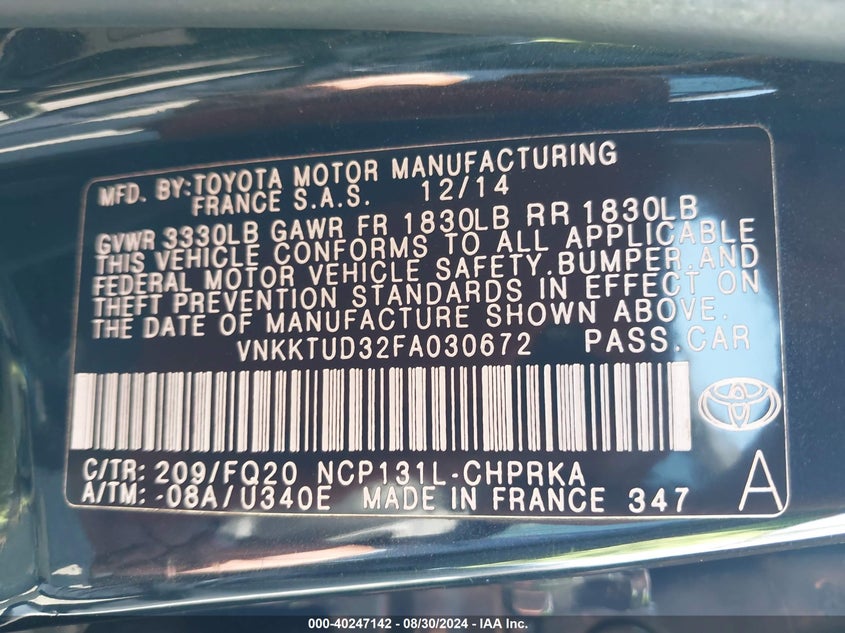 MFD. BY:TOYOTA MOTOR MANUFACTURING
FRANCE S.A.S. 12/14
GVWR 3330LB GAWR FR 1830LB RR 1830LB
THIS VEHICLE CONFORMS TO ALL APPLICABLE
FEDERAL MOTOR VEHICLE SAFETY,BUMPER,AND
THEFT PREVENTION STANDARDS IN EFFECT ON
THE DATE OF MANUFACTURE SHOWN ABOVE.
VNKKTUD32FA030672 PASS.CAR
C/TR: 209/FQ20 NCP131L-CHPRKA
A/TM: -08A/U340E MADE IN FRANCE 347 A
000-40247142 - 08/30/2024 - IAA Inc.